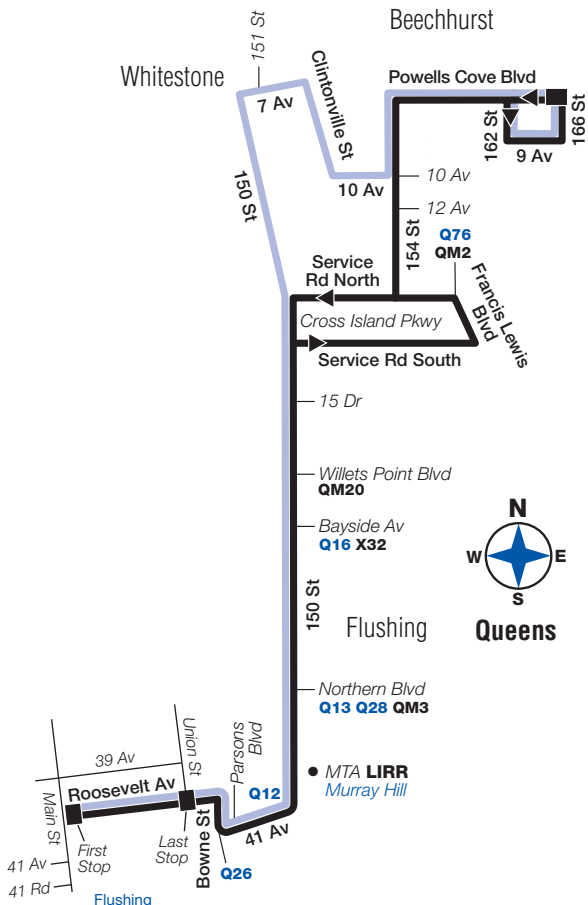 Beechhurst
151 St
Whitestone
Clintonville St
Powells Cove Blvd
7 Av
162 St
166 St
9 Av
10 Av
10 Av
150 St
12 Av
154 St
Q76
QM2
Service
Rd North
Francis Lewis
Blvd
Cross Island Pkwy
Service Rd South
15 Dr
Willets Point Blvd
QM20
Bayside Av
Q16 X32
N
W
E
S
Queens
150 St
Flushing
Northern Blvd
Q13 Q28 QM3
Union St
Parsons
Blvd
39 Av
MTA LIRR
Murray Hill
Roosevelt Av
Q12
Main St
First
Stop
Last
Stop
Bowne St
41 Av
41 Av
Q26
41 Rd
Flushing